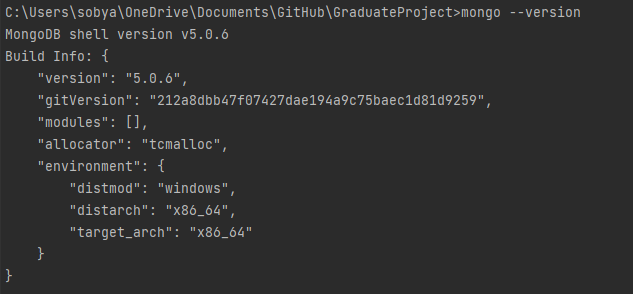 C:\Users\sobya\OneDrive\Documents\GitHub\GraduateProject>mongo --version
MongoDB shell version v5.0.6
Build Info: {
    "version": "5.0.6",
    "gitVersion": "212a8dbb47f07427dae194a9c75baec1d81d9259",
    "modules": [],
    "allocator": "tcmalloc",
    "environment": {
        "distmod": "windows",
        "distarch": "x86_64",
        "target_arch": "x86_64"
    }
}